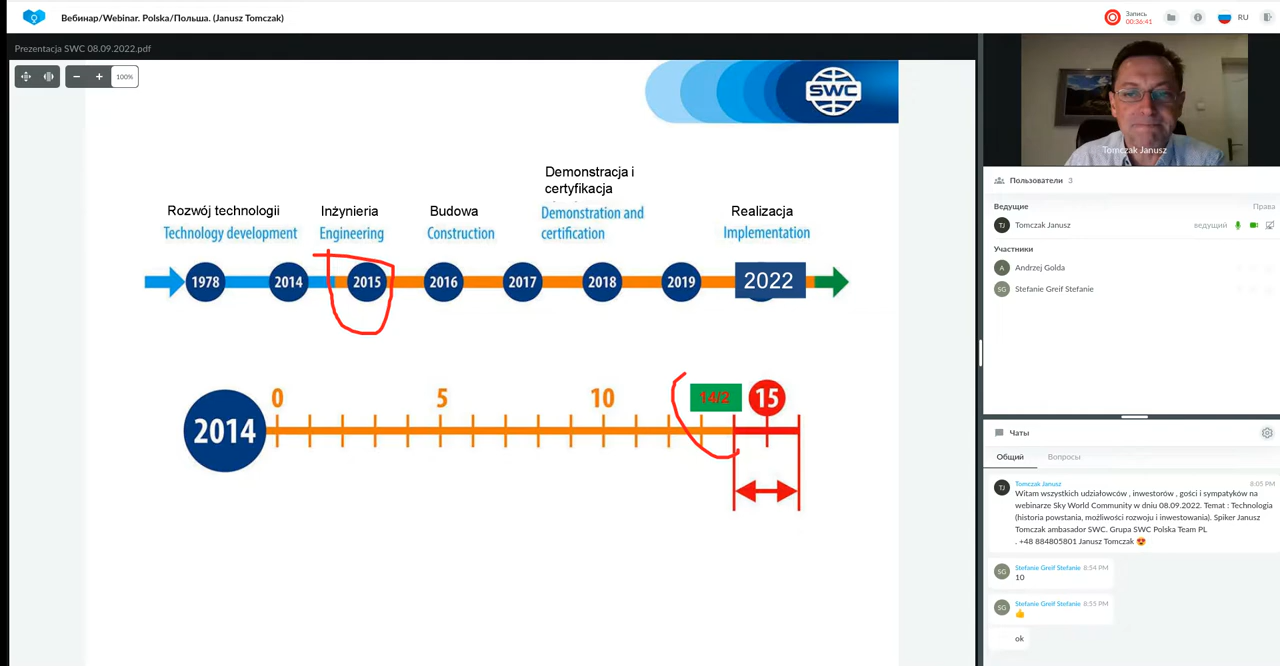 Вебинар/Webinar. Polska/Польша. (Janusz Tomczak)
Запись
00:36:41
RU
Prezentacja SWC 08.09.2022.pdf
100%
SWC
Demonstracja i
certyfikacja
Rozwój technologii
Inżynieria
Budowa
Realizacja
Technology development
Engineering
Construction
Demonstration and
certification
Implementation
1978
2014
2015
2016
2017
2018
2019
2022
0
5
10
14/2
15
2014
Tomczak Janusz
Пользователи 3
Ведущие
Права
TJ
Tomczak Janusz
ведущий
Участники
A
Andrzej Golda
SG
Stefanie Greif Stefanie
Чаты
Общий
Вопросы
TJ
Tomczak Janusz
8:05 PM
Witam wszystkich udziałowców , inwestorów , gości i sympatyków na
webinarze Sky World Community w dniu 08.09.2022. Temat : Technologia
(historia powstania, możliwości rozwoju i inwestowania). Spiker Janusz
Tomczak ambasador SWC. Grupa SWC Polska Team PL
. +48 884805801 Janusz Tomczak 😍
SG
Stefanie Greif Stefanie 8:54 PM
10
SG
Stefanie Greif Stefanie 8:55 PM
👍
ok